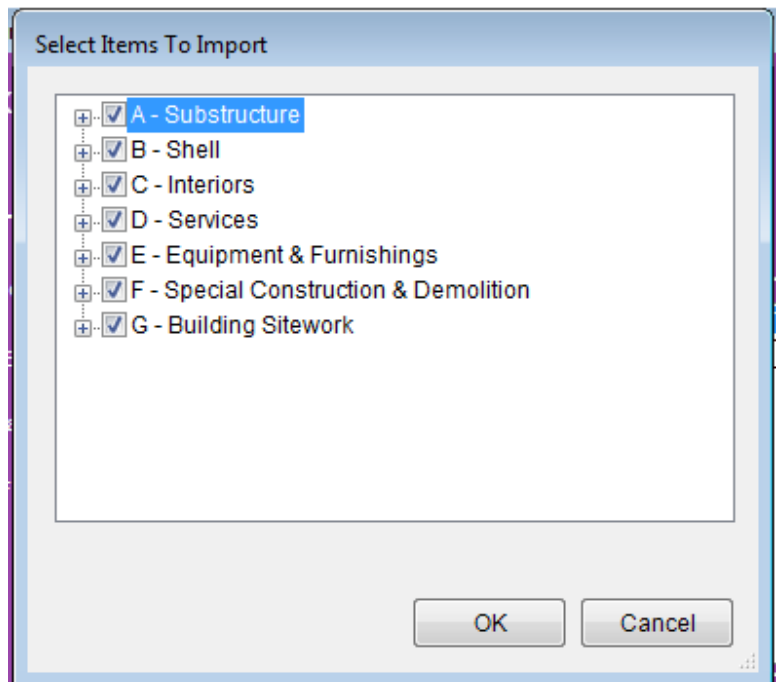 Select Items To Import
A - Substructure
B - Shell
C - Interiors
D - Services
E - Equipment & Furnishings
F - Special Construction & Demolition
G - Building Sitework
OK
Cancel